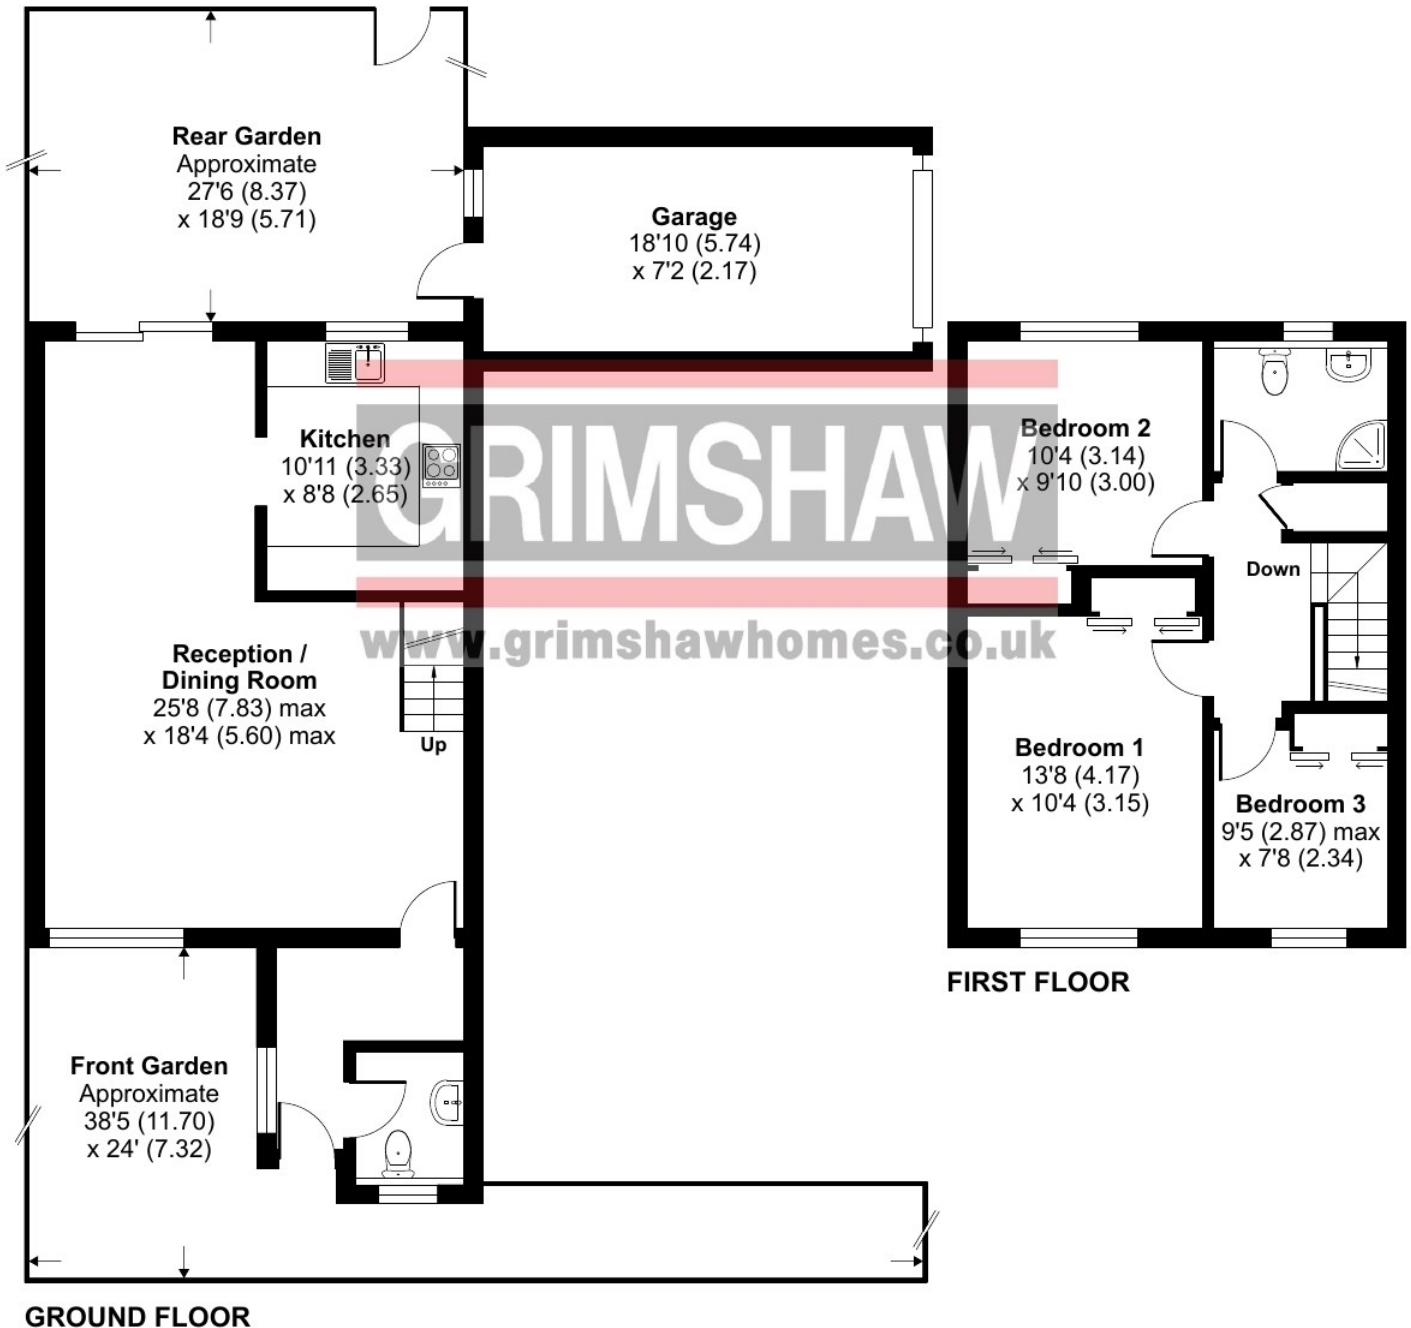 Rear Garden
Approximate
27'6 (8.37)
x 18'9 (5.71)
Garage
18'10 (5.74)
x 7'2 (2.17)
Kitchen
10'11 (3.33)
x 8'8 (2.65)
GRIMSHAW
www.grimshawhomes.co.uk
Reception /
Dining Room
25'8 (7.83) max
x 18'4 (5.60) max
Up
Front Garden
Approximate
38'5 (11.70)
x 24' (7.32)
GROUND FLOOR
Bedroom 2
10'4 (3.14)
x 9'10 (3.00)
Down
Bedroom 1
13'8 (4.17)
x 10'4 (3.15)
Bedroom 3
9'5 (2.87) max
x 7'8 (2.34)
FIRST FLOOR